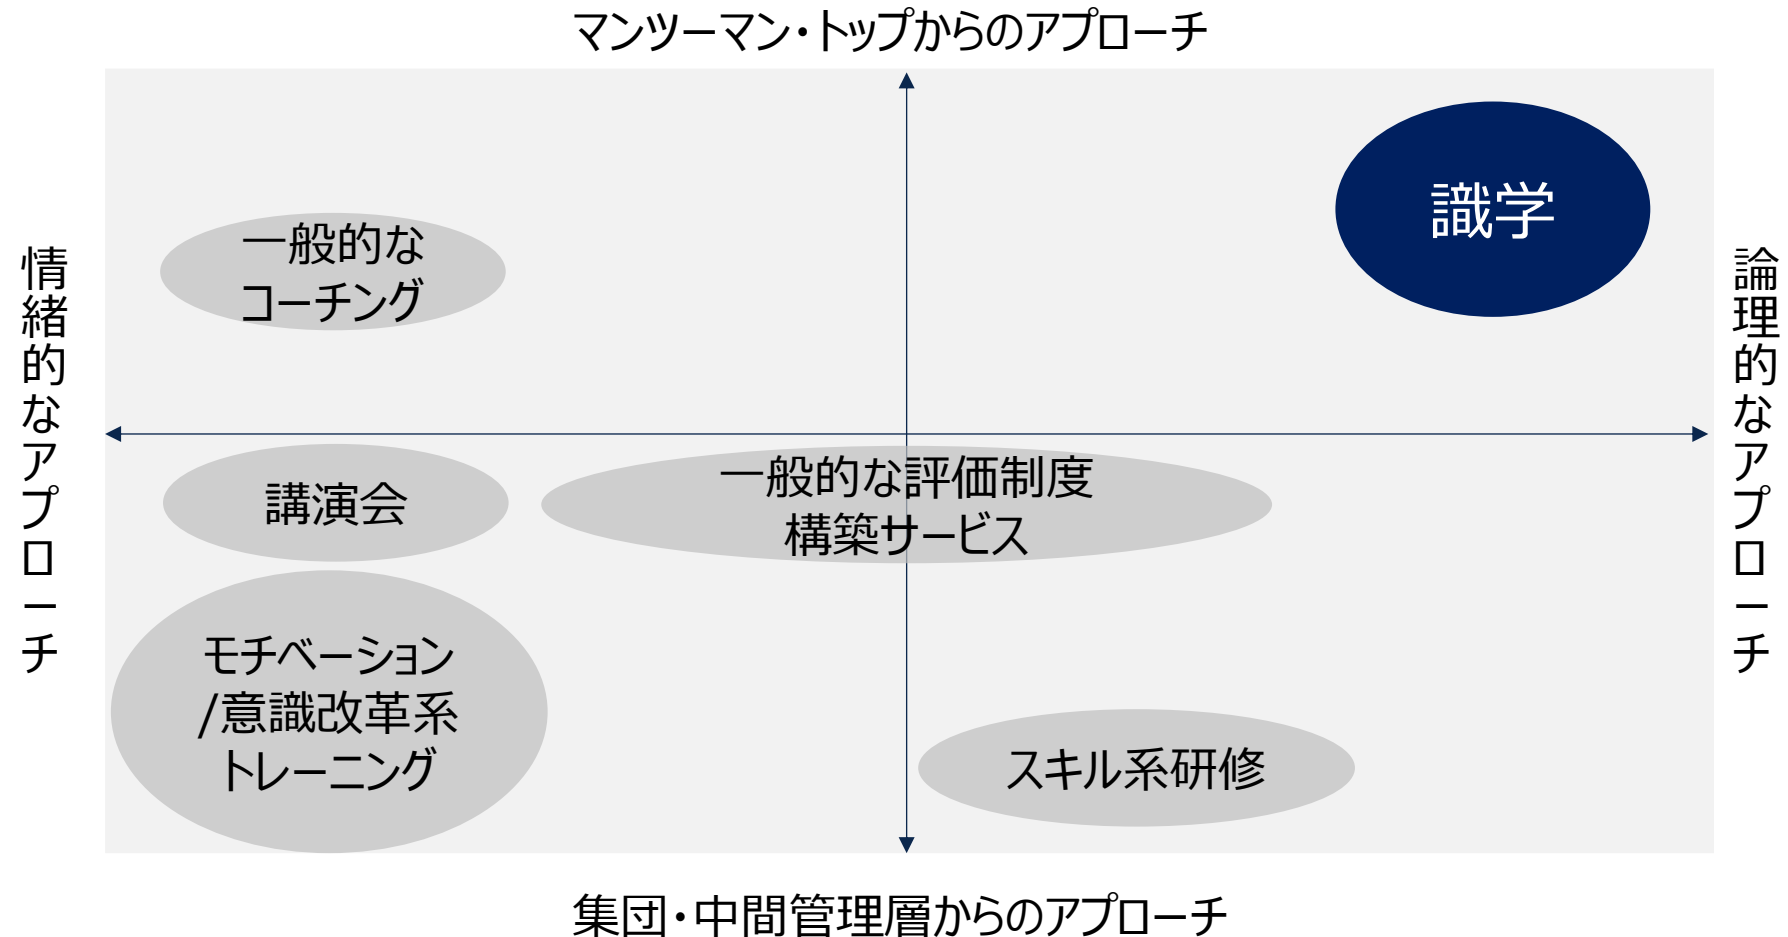 マンツーマン・トップからのアプローチ
識学
一般的な
コーチング
情緒的なアプローチ
論理的なアプローチ
講演会
一般的な評価制度
構築サービス
モチベーション
/意識改革系
トレーニング
スキル系研修
集団・中間管理層からのアプローチ